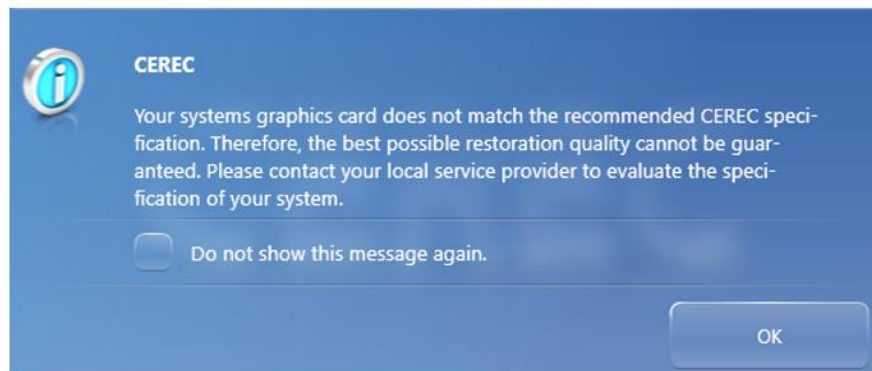 CEREC
Your systems graphics card does not match the recommended CEREC speci-
fication. Therefore, the best possible restoration quality cannot be guar-
anteed. Please contact your local service provider to evaluate the speci-
fication of your system.
Do not show this message again.
OK